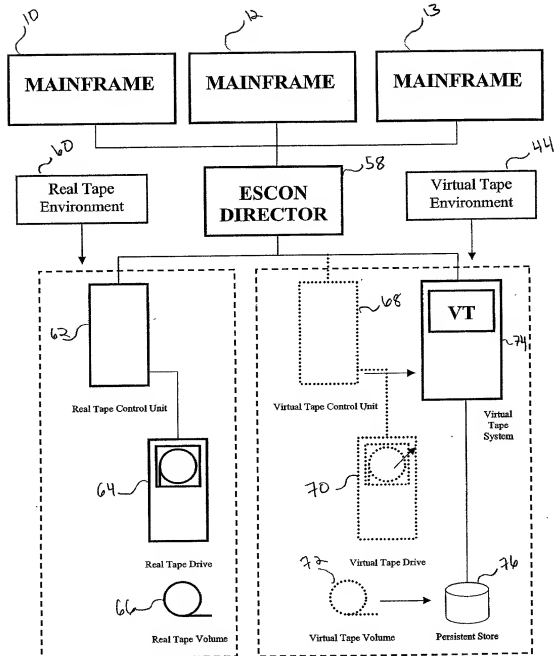 10
12
13
MAINFRAME
MAINFRAME
MAINFRAME
60
58
44
Real Tape
Environment
ESCON
DIRECTOR
Virtual Tape
Environment
62
68
VT
74
Real Tape Control Unit
Virtual Tape Control Unit
Virtual
Tape
System
64
70
Real Tape Drive
Virtual Tape Drive
66
72
76
Real Tape Volume
Virtual Tape Volume
Persistent Store